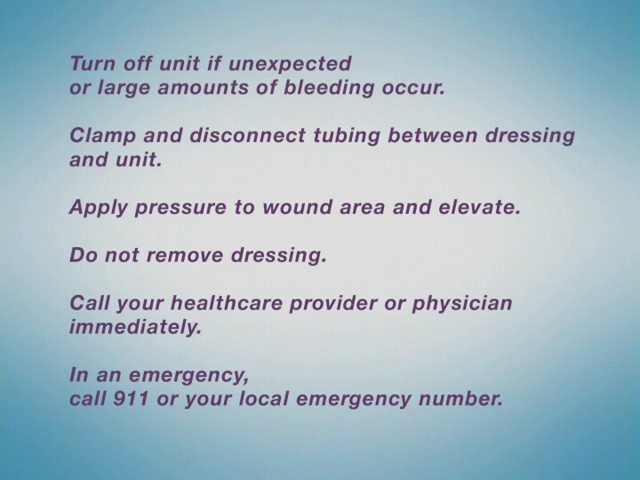 Turn off unit if unexpected
or large amounts of bleeding occur.
Clamp and disconnect tubing between dressing
and unit.
Apply pressure to wound area and elevate.
Do not remove dressing.
Call your healthcare provider or physician
immediately.
In an emergency,
call 911 or your local emergency number.